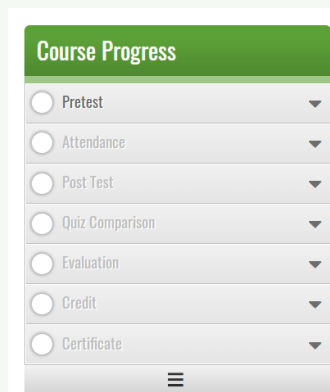 Course Progress
Pretest
Attendance
Post Test
Quiz Comparison
Evaluation
Credit
Certificate